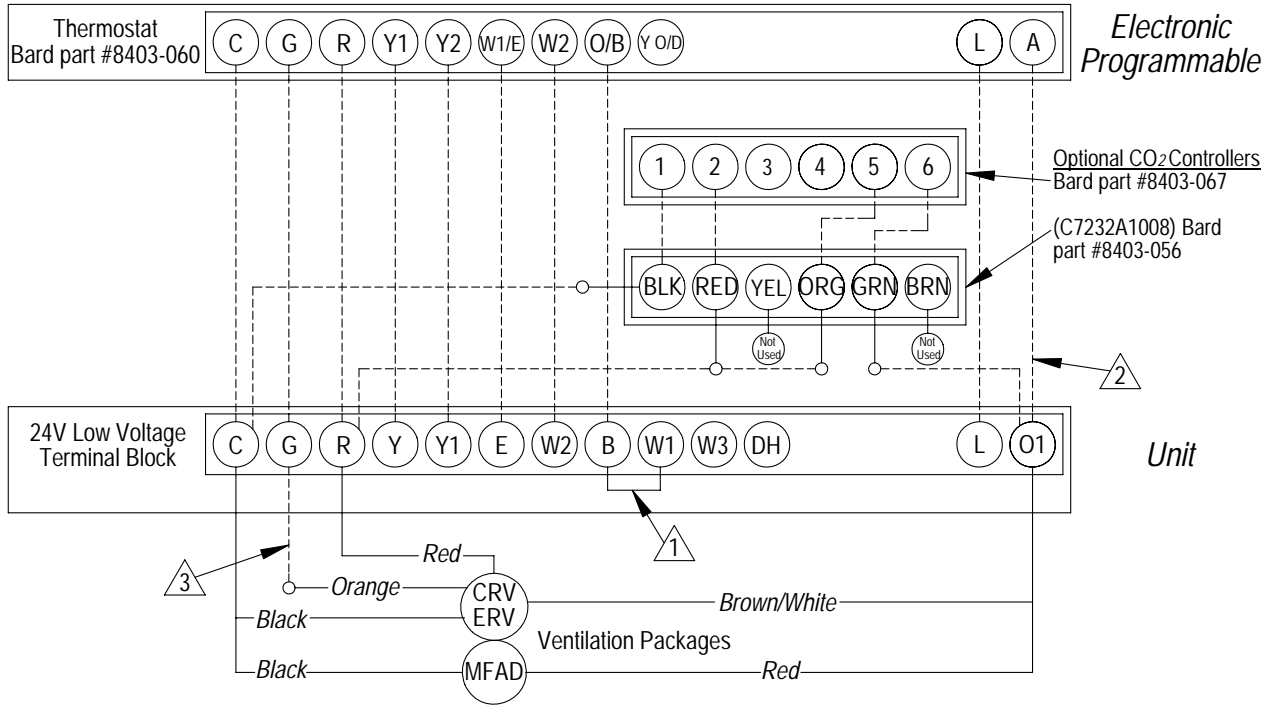 Thermostat
Bard part #8403-060
C G R Y1 Y2 W1/E W2 O/B Y O/D L A
Electronic
Programmable
1 2 3 4 5 6
Optional CO2 Controllers
Bard part #8403-067
(C7232A1008) Bard
part #8403-056
BLK RED YEL ORG GRN BRN
Not
Used
Not
Used
2
24V Low Voltage
Terminal Block
C G R Y Y1 E W2 B W1 W3 DH L O1
Unit
1
3
Red
Orange
CRV
ERV
Brown/White
Black
Ventilation Packages
Black
MFAD
Red